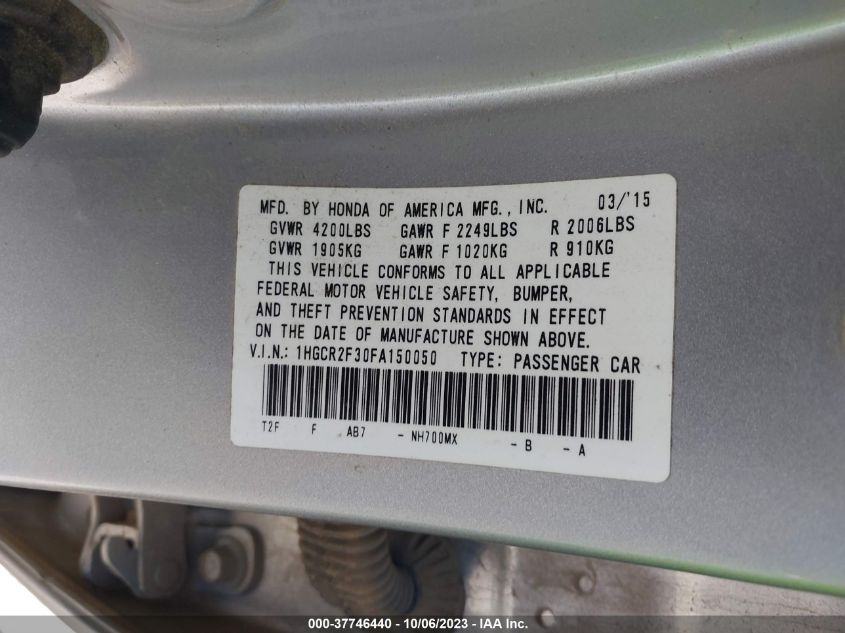 MFD. BY HONDA OF AMERICA MFG., INC. 03/'15
GVWR 4200LBS GAWR F 2249LBS R 2006LBS
GVWR 1905KG GAWR F 1020KG R 910KG
THIS VEHICLE CONFORMS TO ALL APPLICABLE
FEDERAL MOTOR VEHICLE SAFETY, BUMPER,
AND THEFT PREVENTION STANDARDS IN EFFECT
ON THE DATE OF MANUFACTURE SHOWN ABOVE.
V.I.N.: 1HGCR2F30FA150050 TYPE: PASSENGER CAR
T2F F AB7 - NH700MX - B - A
000-37746440 - 10/06/2023 - IAA Inc.